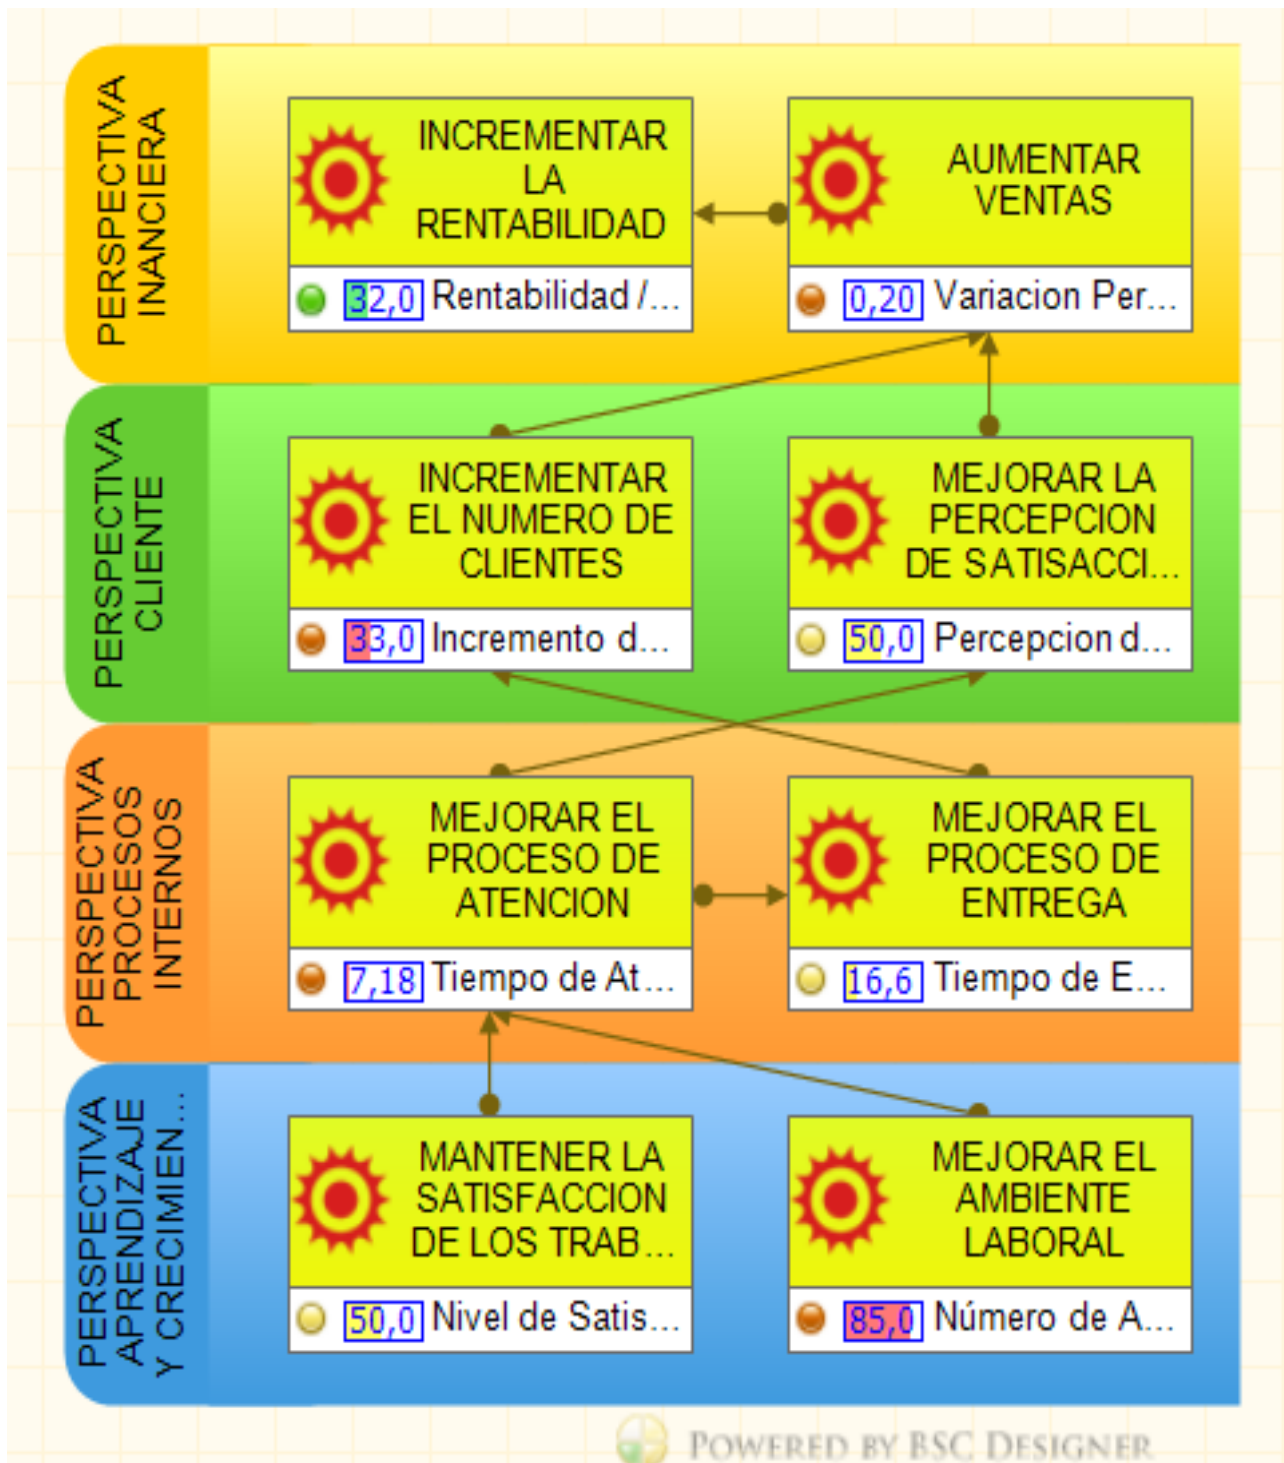 PERSPECTIVA
INANCIERA
INCREMENTAR
LA
RENTABILIDAD
32,0 Rentabilidad /...
AUMENTAR
VENTAS
0,20 Variacion Per...
PERSPECTIVA
CLIENTE
INCREMENTAR
EL NUMERO DE
CLIENTES
33,0 Incremento d...
MEJORAR LA
PERCEPCION
DE SATISACCI...
50,0 Percepcion d...
PERSPECTIVA
PROCESOS
INTERNOS
MEJORAR EL
PROCESO DE
ATENCION
7,18 Tiempo de At...
MEJORAR EL
PROCESO DE
ENTREGA
16,6 Tiempo de E...
PERSPECTIVA
APRENDIZAJE
Y CRECIMIEN...
MANTENER LA
SATISFACCION
DE LOS TRAB...
50,0 Nivel de Satis...
MEJORAR EL
AMBIENTE
LABORAL
85,0 Número de A...
POWERED BY BSC DESIGNER